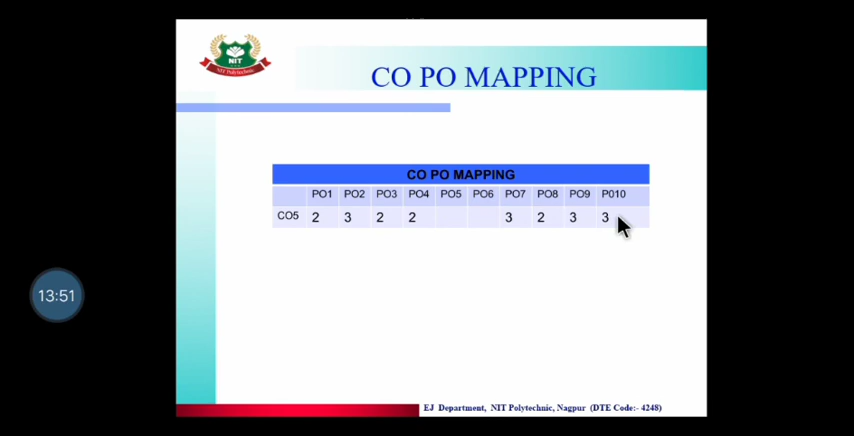 NIT
NIT Polytechnic
CO PO MAPPING
CO PO MAPPING
PO1 PO2 PO3 PO4 PO5 PO6 PO7 PO8 PO9 P010
CO5 2 3 2 2 3 2 3 3
13:51
EJ Department, NIT Polytechnic, Nagpur (DTE Code:- 4248)